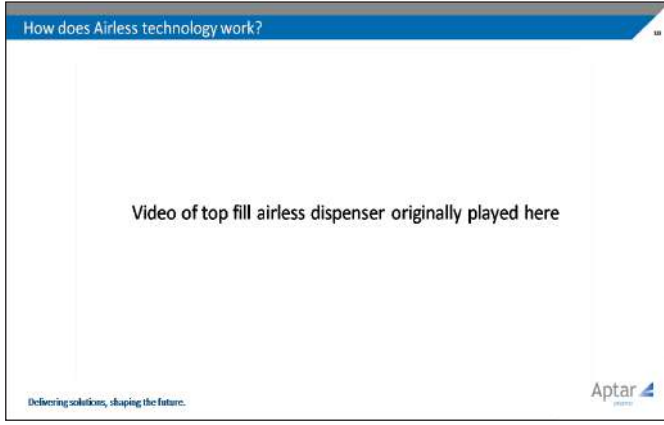 How does Airless technology work?
Video of top fill airless dispenser originally played here
Delivering solutions, shaping the future.
Aptar